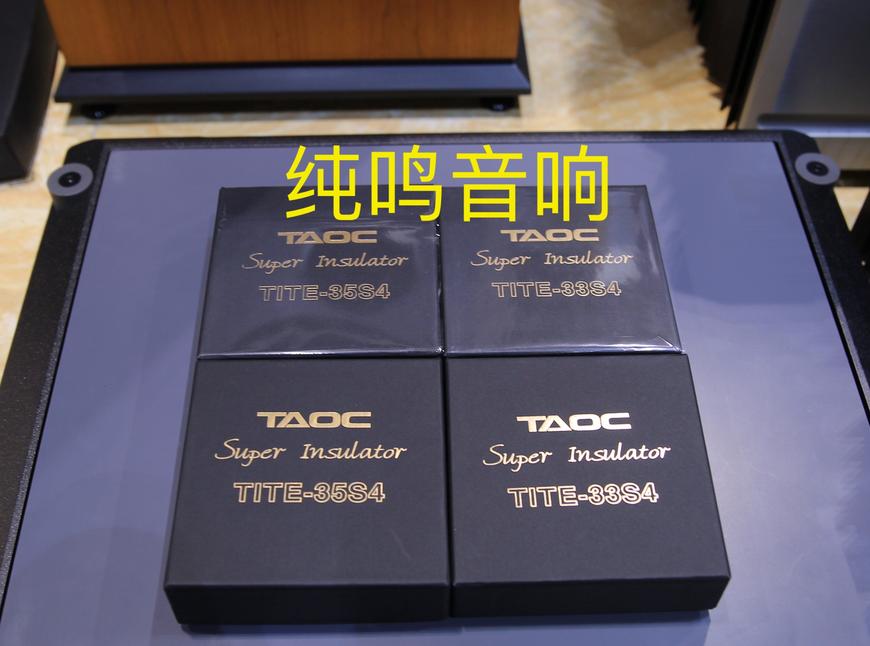 纯鸣音响
TAOC
Super Insulator
TITE-35S4
TAOC
Super Insulator
TITE-33S4
TAOC
Super Insulator
TITE-35S4
TAOC
Super Insulator
TITE-33S4